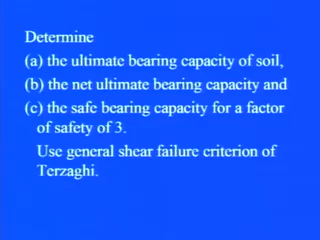 Determine
(a) the ultimate bearing capacity of soil,
(b) the net ultimate bearing capacity and
(c) the safe bearing capacity for a factor
of safety of 3.
Use general shear failure criterion of
Terzaghi.